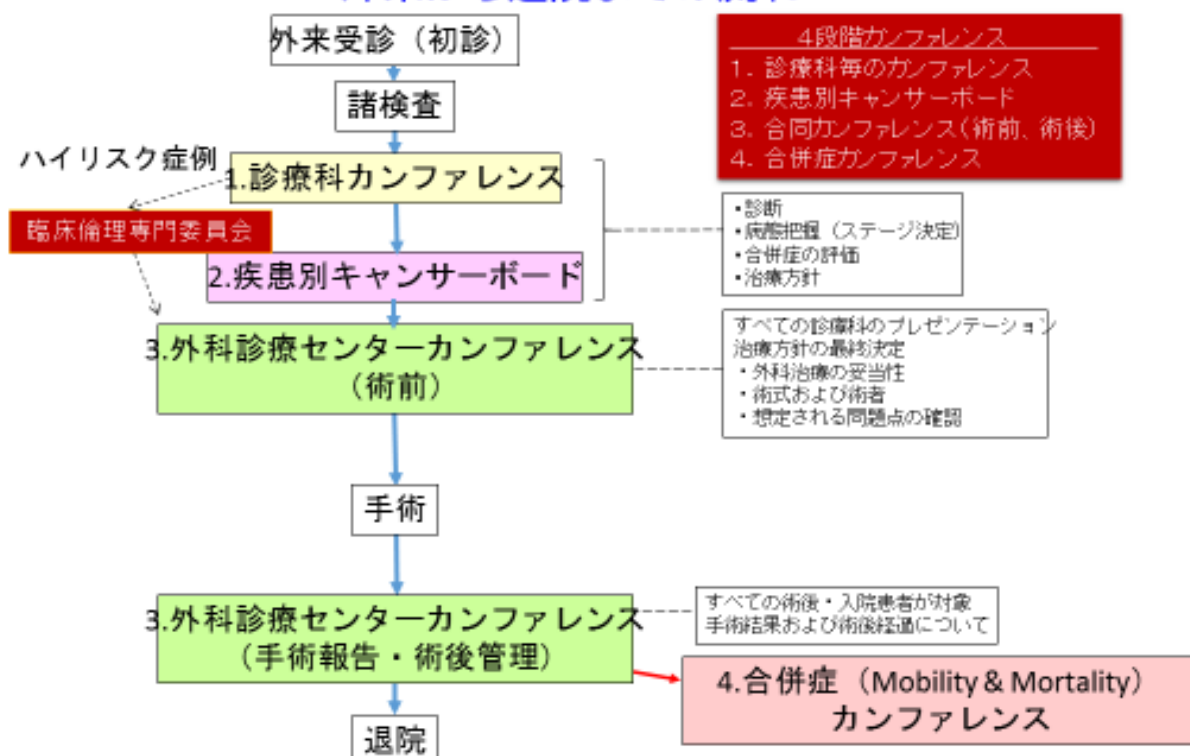 外来受診（初診）
諸検査
4段階カンファレンス
1. 診療科毎のカンファレンス
2. 疾患別キャンサーボード
3. 合同カンファレンス(術前、術後)
4. 合併症カンファレンス
ハイリスク症例
1.診療科カンファレンス
臨床倫理専門委員会
2.疾患別キャンサーボード
・診断
・病態把握（ステージ決定）
・合併症の評価
・治療方針
3.外科診療センターカンファレンス
（術前）
すべての診療科のプレゼンテーション
治療方針の最終決定
・外科治療の妥当性
・術式および術者
・想定される問題点の確認
手術
3.外科診療センターカンファレンス
（手術報告・術後管理）
すべての術後・入院患者が対象
手術結果および術後経過について
4.合併症（Mobility & Mortality）
カンファレンス
退院